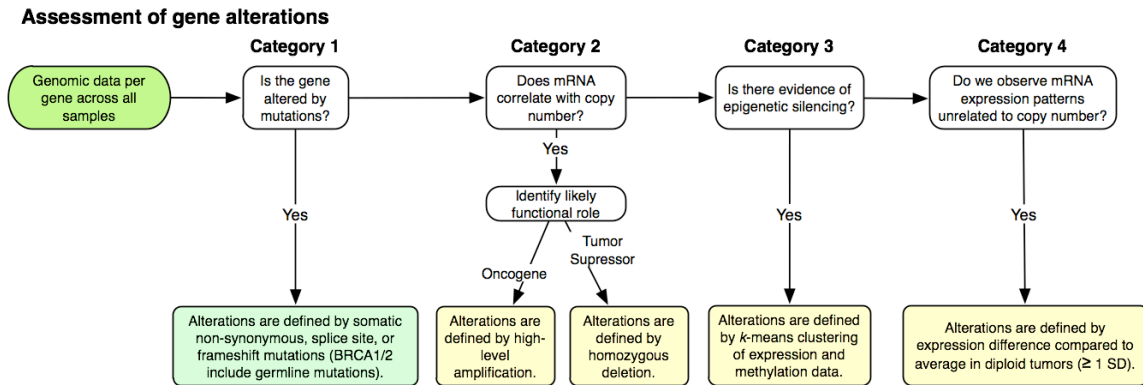 Assessment of gene alterations
Category 1
Category 2
Category 3
Category 4
Genomic data per
gene across all
samples
Is the gene
altered by
mutations?
Does mRNA
correlate with copy
number?
Is there evidence of
epigenetic silencing?
Do we observe mRNA
expression patterns
unrelated to copy number?
Yes
Yes
Yes
Yes
Identify likely
functional role
Oncogene
Tumor
Supressor
Alterations are defined by somatic
non-synonymous, splice site, or
frameshift mutations (BRCA1/2
include germline mutations).
Alterations are
defined by high-
level
amplification.
Alterations are
defined by
homozygous
deletion.
Alterations are defined
by k-means clustering
of expression and
methylation data.
Alterations are defined by
expression difference compared to
average in diploid tumors (≥ 1 SD).